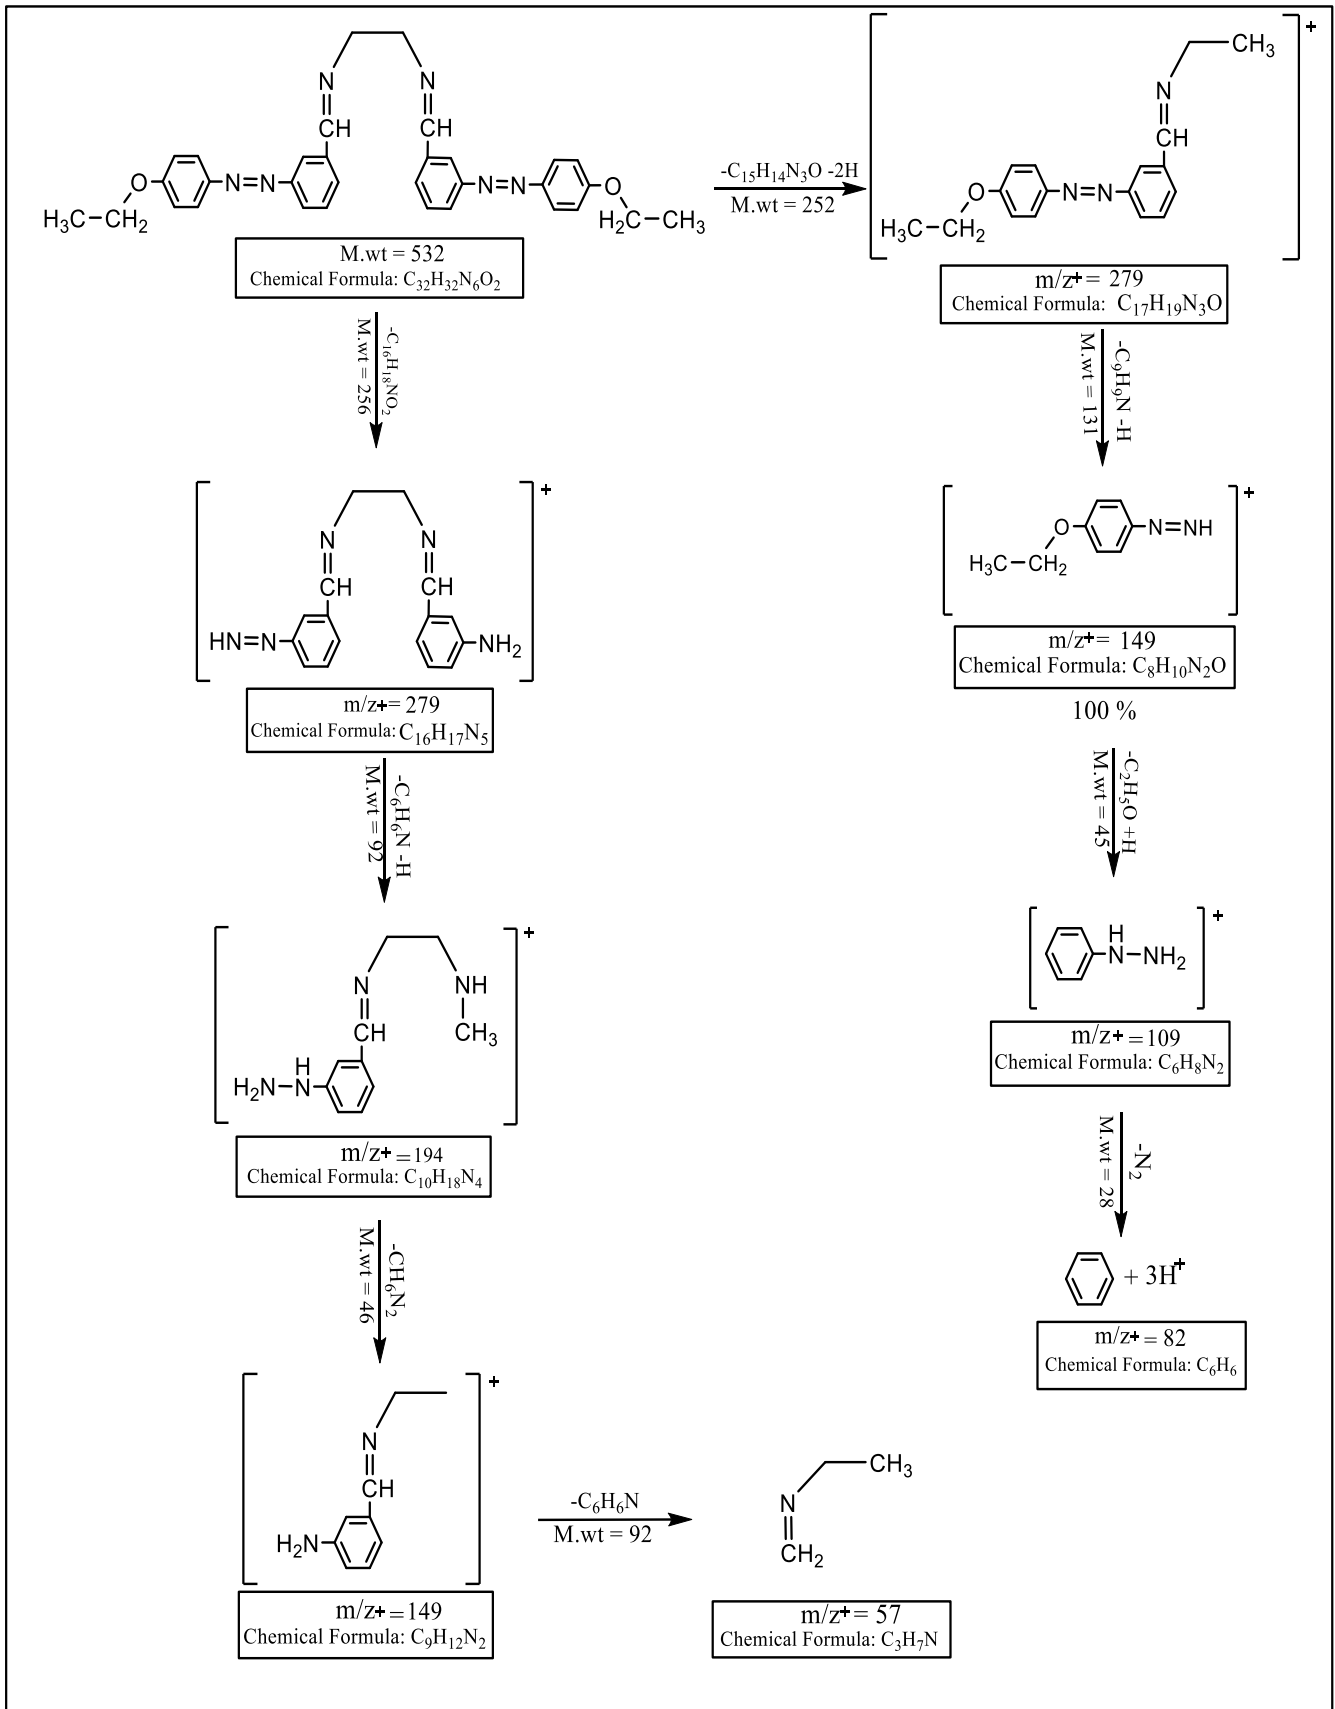 N
N
CH
CH
N=N
N=N
O
O
H₃C−CH₂
H₂C−CH₃
M.wt = 532
Chemical Formula: C₃₂H₃₂N₆O₂
-C₁₅H₁₄N₃O -2H
M.wt = 252
+
CH₃
N
CH
N=N
O
H₃C−CH₂
m/z+ = 279
Chemical Formula: C₁₇H₁₉N₃O
-C₁₆H₁₈NO₂
M.wt = 256
-C₉H₉N -H
M.wt = 131
+
N
N
CH
CH
HN=N
NH₂
m/z+= 279
Chemical Formula: C₁₆H₁₇N₅
+
O
N=NH
H₃C−CH₂
m/z+= 149
Chemical Formula: C₈H₁₀N₂O
100 %
-C₆H₆N -H
M.wt = 92
-C₂H₅O +H
M.wt = 45
+
N
NH
CH
CH₃
H₂N−N
H
m/z+ =194
Chemical Formula: C₁₀H₁₈N₄
+
H
N−NH₂
m/z+ =109
Chemical Formula: C₆H₈N₂
-CH₆N₂
M.wt = 46
-N₂
M.wt = 28
+ 3H⁺
m/z+ = 82
Chemical Formula: C₆H₆
+
N
CH
H₂N
m/z+ =149
Chemical Formula: C₉H₁₂N₂
-C₆H₆N
M.wt = 92
CH₃
N
CH₂
m/z+ = 57
Chemical Formula: C₃H₇N